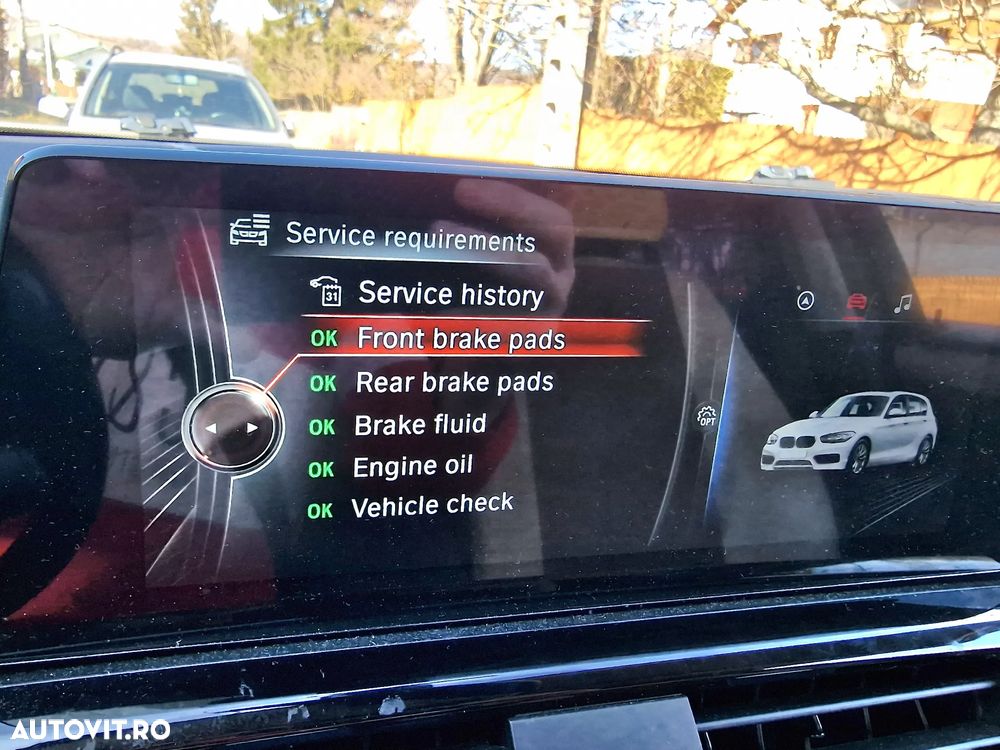 Service requirements
31 Service history
OK Front brake pads
OK Rear brake pads
OK Brake fluid
OK Engine oil
OK Vehicle check
OPT
AUTOVIT.RO